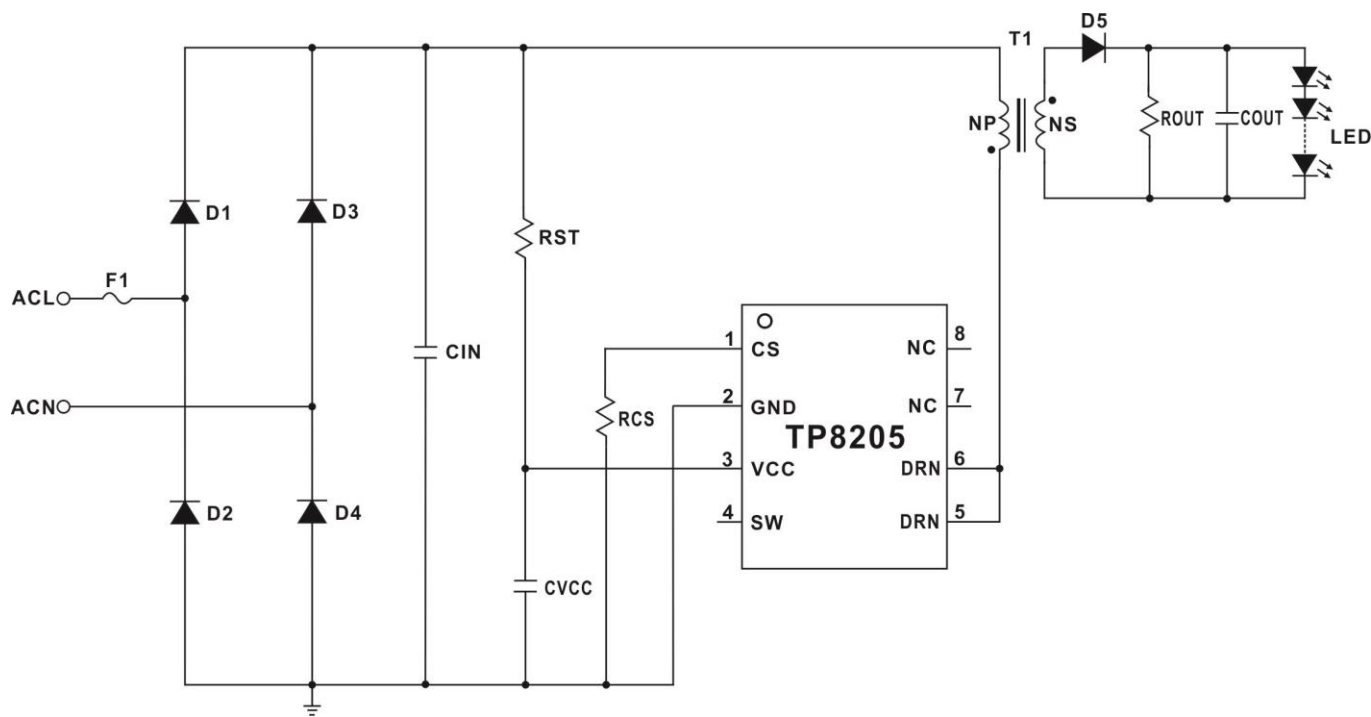 D5
T1
NP
NS
ROUT
COUT
LED
D1
D3
RST
F1
ACL
CIN
ACN
RCS
D2
D4
CVCC
1
CS
NC
8
2
GND
NC
7
TP8205
3
VCC
DRN
6
4
SW
DRN
5